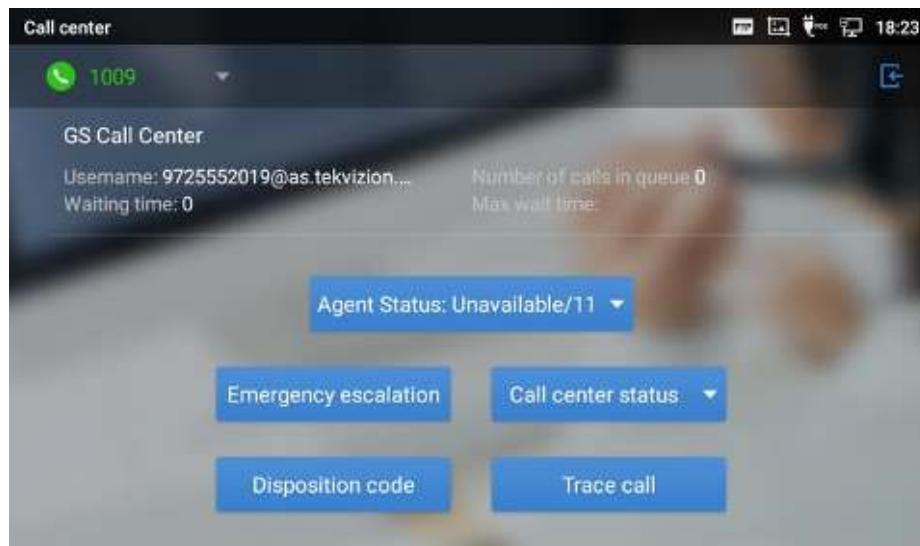 Call center
18:23
1009
GS Call Center
Username: 9725552019@as.tekvizion....
Number of calls in queue 0
Waiting time: 0
Max wait time:
Agent Status: Unavailable/11
Emergency escalation
Call center status
Disposition code
Trace call